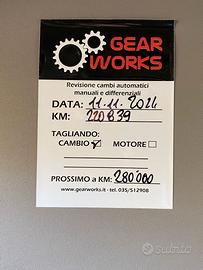 GEAR
WORKS
Revisione cambi automatici
manuali e differenziali
DATA: 11.11.2024
KM: 220839
TAGLIANDO:
CAMBIO MOTORE
PROSSIMO a KM: 280000
www.gearworks.it - tel. 035/512908
subito